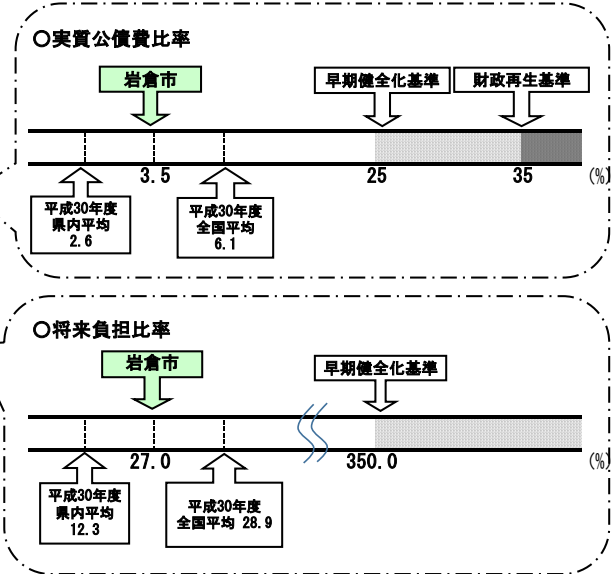 ○実質公債費比率
岩倉市
早期健全化基準
財政再生基準
3.5
25
35
(%)
平成30年度
県内平均
2.6
平成30年度
全国平均
6.1
○将来負担比率
岩倉市
早期健全化基準
27.0
350.0
(%)
平成30年度
県内平均
12.3
平成30年度
全国平均 28.9